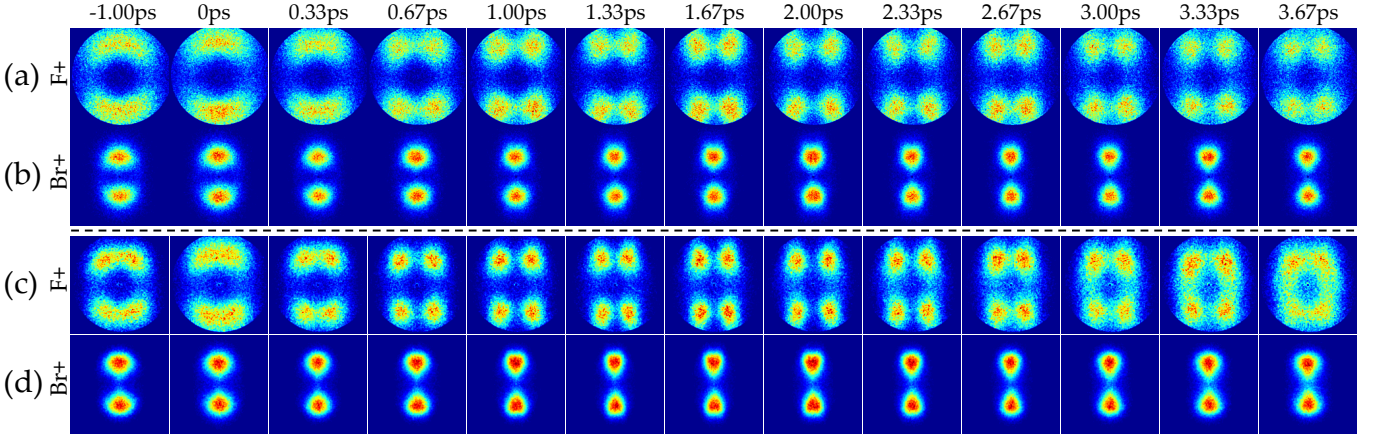 -1.00ps 0ps 0.33ps 0.67ps 1.00ps 1.33ps 1.67ps 2.00ps 2.33ps 2.67ps 3.00ps 3.33ps 3.67ps
(a) F+
(b) Br+
(c) F+
(d) Br+